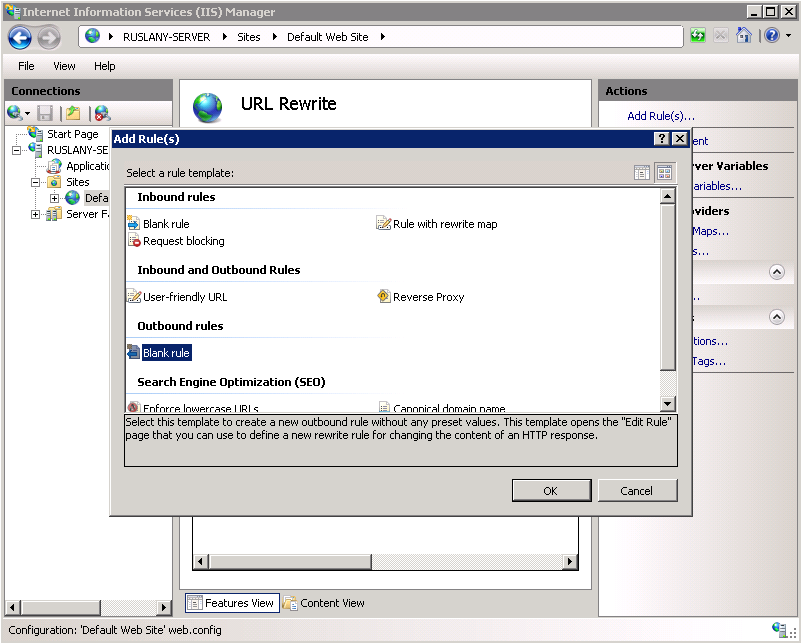 Internet Information Services (IIS) Manager
RUSLANY-SERVER
Sites
Default Web Site
File View Help
Connections
Start Page
RUSLANY-SE
Applicatio
Sites
Defa
Server Fa
URL Rewrite
Actions
Add Rule(s)...
ent
ver Variables
ariables...
viders
Maps...
s...
tions...
Tags...
Add Rule(s)
Select a rule template:
Inbound rules
Blank rule
Rule with rewrite map
Request blocking
Inbound and Outbound Rules
User-friendly URL
Reverse Proxy
Outbound rules
Blank rule
Search Engine Optimization (SEO)
Enforce lowercase URLs
Canonical domain name
Select this template to create a new outbound rule without any preset values. This template opens the "Edit Rule"
page that you can use to define a new rewrite rule for changing the content of an HTTP response.
OK
Cancel
Features View
Content View
Configuration: 'Default Web Site' web.config